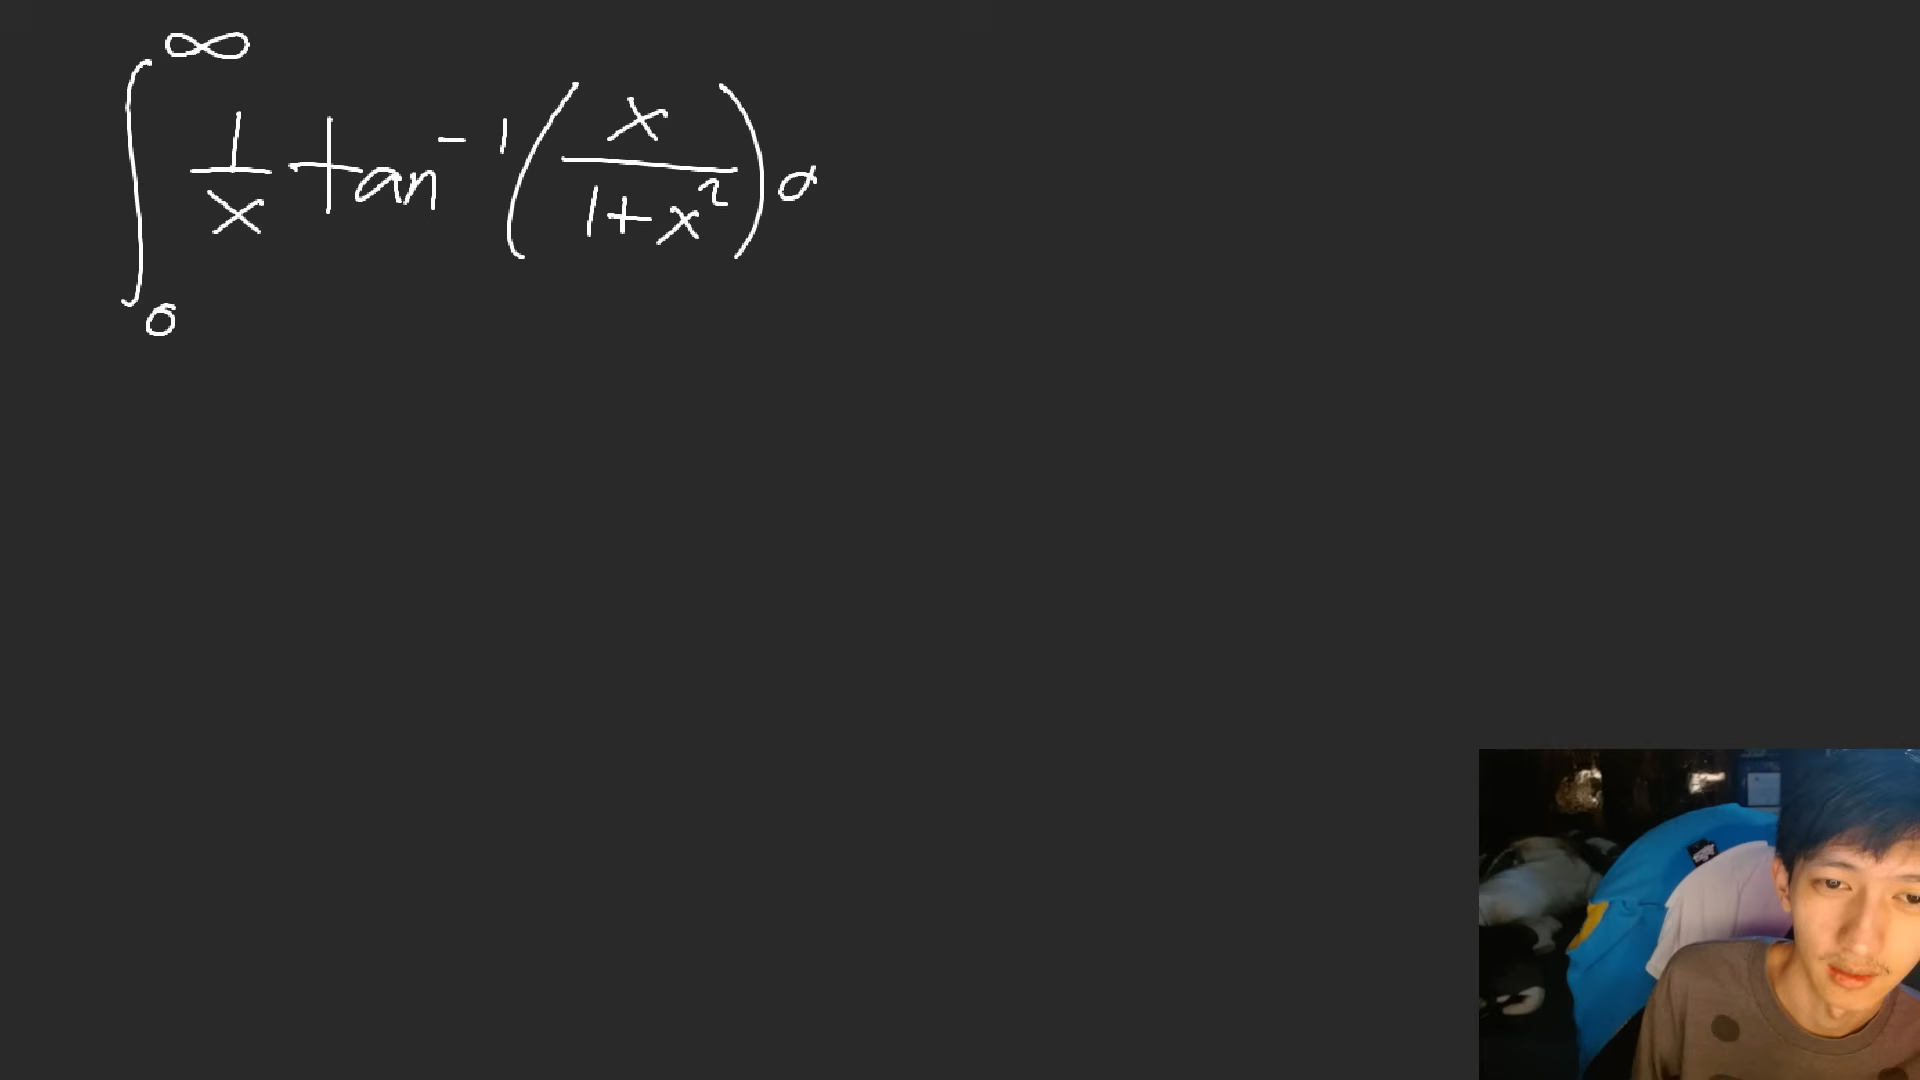 ∫₀^∞ 1/x tan⁻¹(x/(1+x²)) d